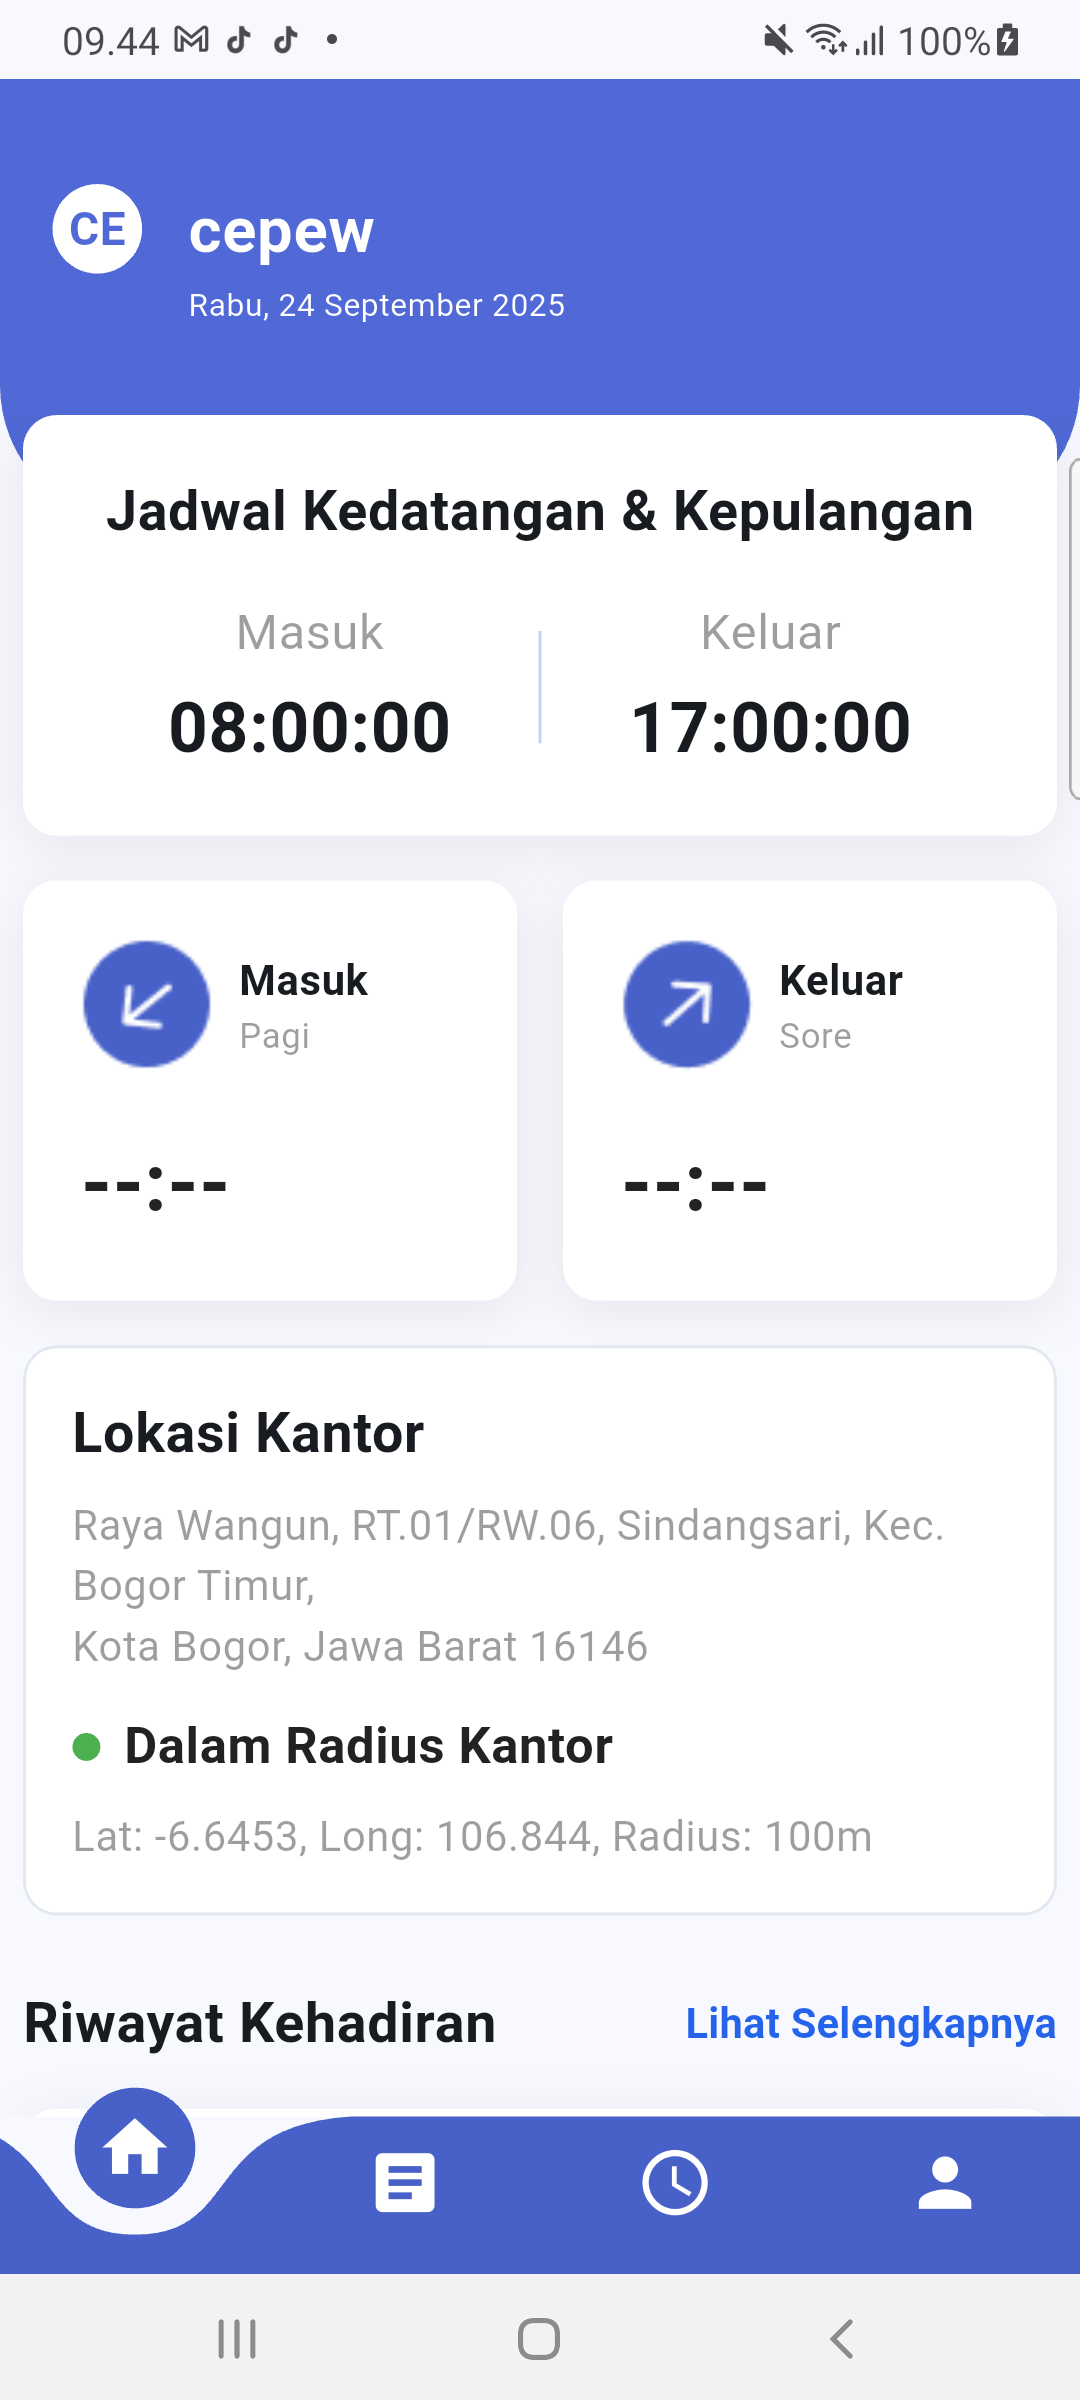 09.44
100%
CE
cepew
Rabu, 24 September 2025
Jadwal Kedatangan & Kepulangan
Masuk
Keluar
08:00:00
17:00:00
Masuk
Pagi
Keluar
Sore
--:--
--:--
Lokasi Kantor
Raya Wangun, RT.01/RW.06, Sindangsari, Kec.
Bogor Timur,
Kota Bogor, Jawa Barat 16146
Dalam Radius Kantor
Lat: -6.6453, Long: 106.844, Radius: 100m
Riwayat Kehadiran
Lihat Selengkapnya